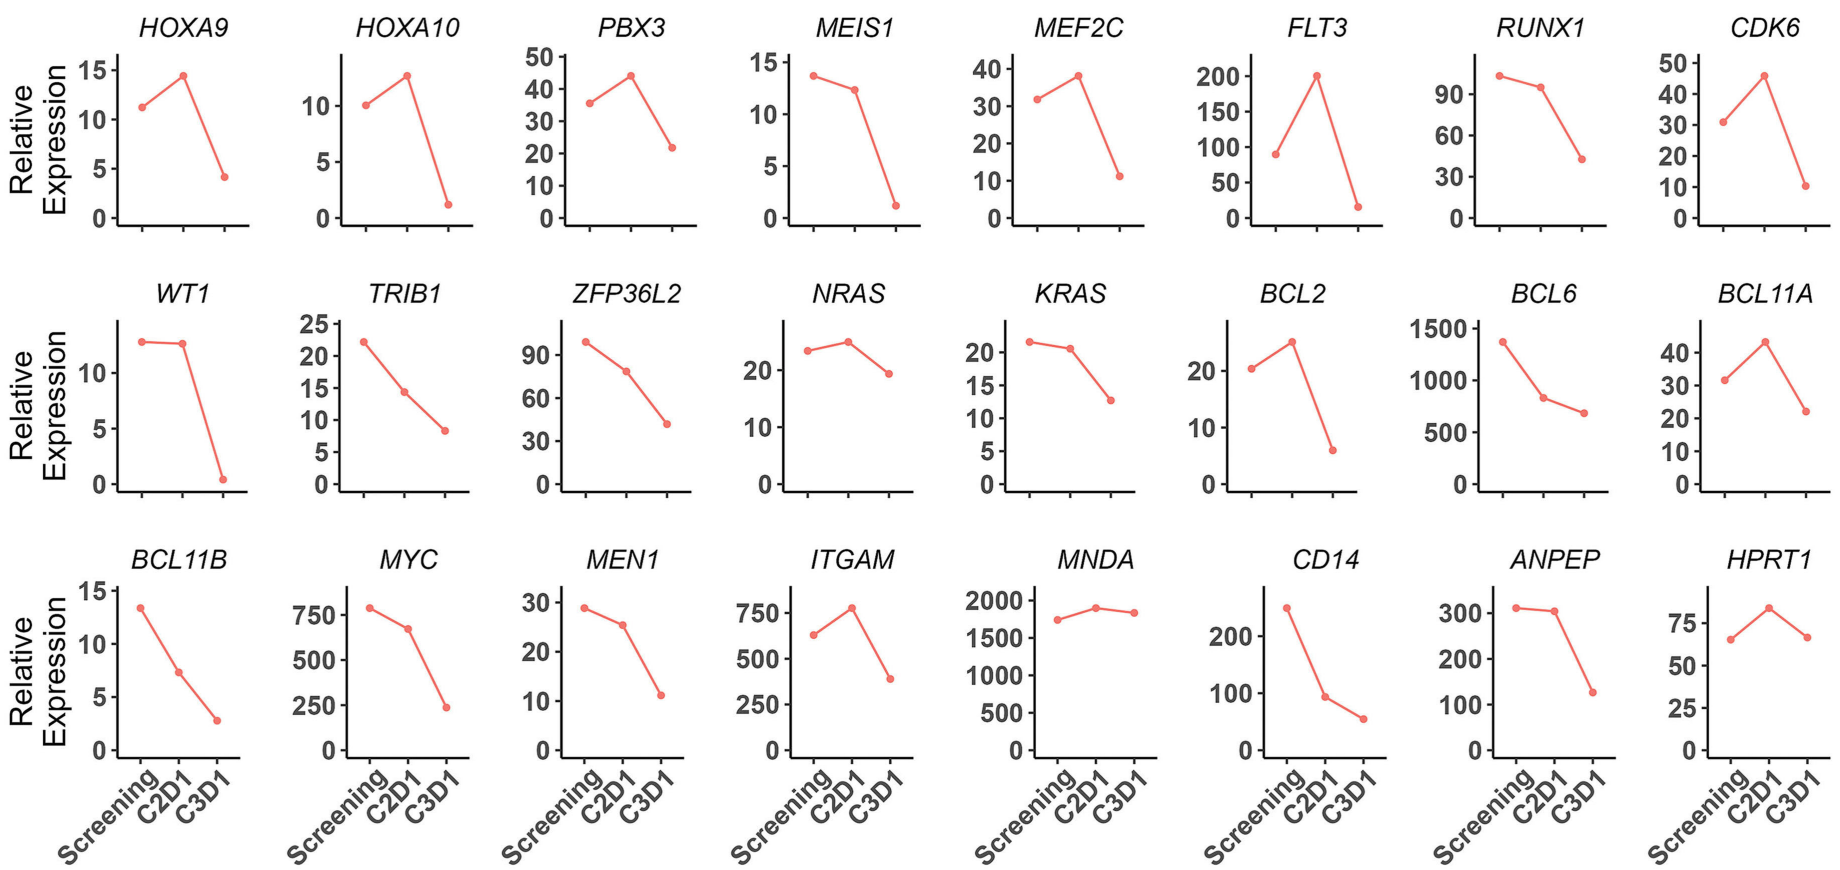 HOXA9 HOXA10 PBX3 MEIS1 MEF2C FLT3 RUNX1 CDK6
Relative
Expression
15 10 5 0
10 5 0
50 40 30 20 10 0
15 10 5 0
40 30 20 10 0
200 150 100 50 0
90 60 30 0
50 40 30 20 10 0
WT1 TRIB1 ZFP36L2 NRAS KRAS BCL2 BCL6 BCL11A
Relative
Expression
10 5 0
25 20 15 10 5 0
90 60 30 0
20 10 0
20 15 10 5 0
20 10 0
1500 1000 500 0
40 30 20 10 0
BCL11B MYC MEN1 ITGAM MNDA CD14 ANPEP HPRT1
Relative
Expression
15 10 5 0
750 500 250 0
30 20 10 0
750 500 250 0
2000 1500 1000 500 0
200 100 0
300 200 100 0
75 50 25 0
Screening C2D1 C3D1
Screening C2D1 C3D1
Screening C2D1 C3D1
Screening C2D1 C3D1
Screening C2D1 C3D1
Screening C2D1 C3D1
Screening C2D1 C3D1
Screening C2D1 C3D1